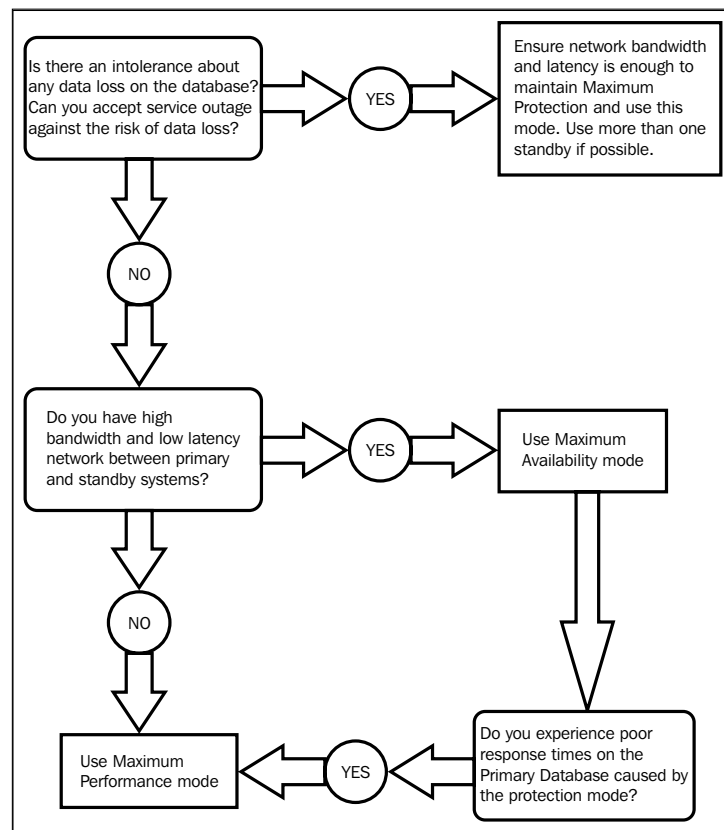 Is there an intolerance about
any data loss on the database?
Can you accept service outage
against the risk of data loss?
YES
Ensure network bandwidth
and latency is enough to
maintain Maximum
Protection and use this
mode. Use more than one
standby if possible.
NO
Do you have high
bandwidth and low latency
network between primary
and standby systems?
YES
Use Maximum
Availability mode
NO
Use Maximum
Performance mode
YES
Do you experience poor
response times on the
Primary Database caused by
the protection mode?